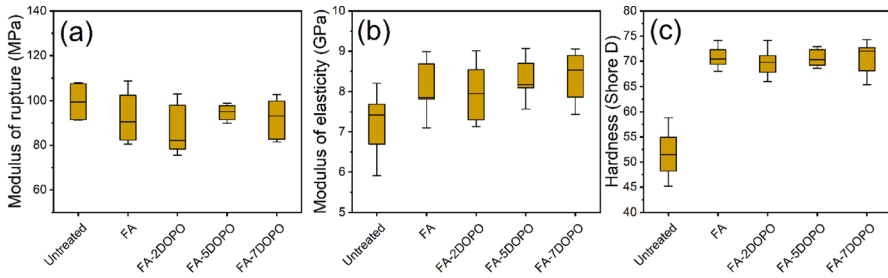 (a)
Modulus of rupture (MPa)
140
120
100
80
60
Untreated
FA
FA-2DOPO
FA-5DOPO
FA-7DOPO
(b)
Modulus of elasticity (GPa)
10
9
8
7
6
5
Untreated
FA
FA-2DOPO
FA-5DOPO
FA-7DOPO
(c)
Hardness (Shore D)
80
75
70
65
60
55
50
45
40
Untreated
FA
FA-2DOPO
FA-5DOPO
FA-7DOPO